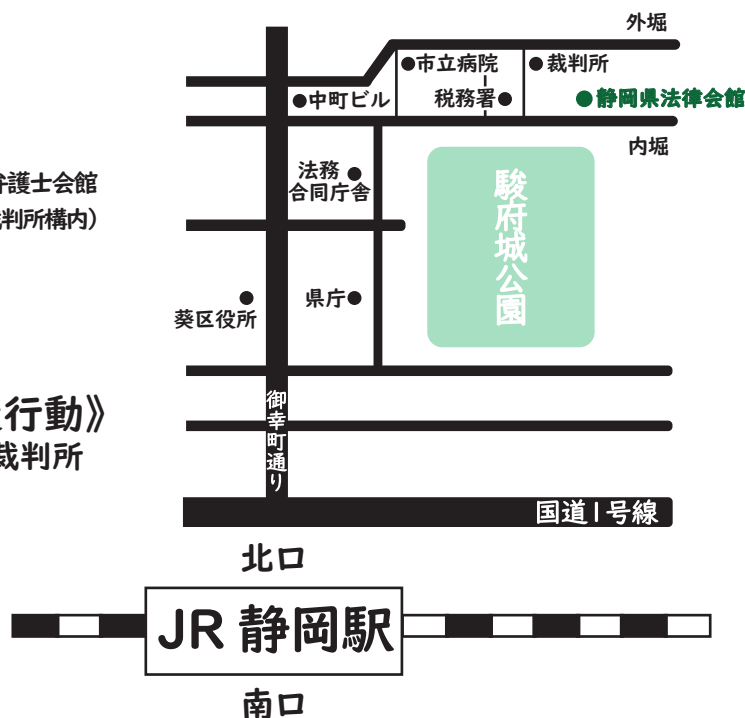 外堀
●市立病院
●裁判所
●中町ビル
税務署●
●静岡県法律会館
内堀
弁護士会館
法務
合同庁舎
判所構内）
駿府城公園
県庁●
葵区役所
行動》
裁判所
御幸町通り
国道1号線
北口
JR 静岡駅
南口